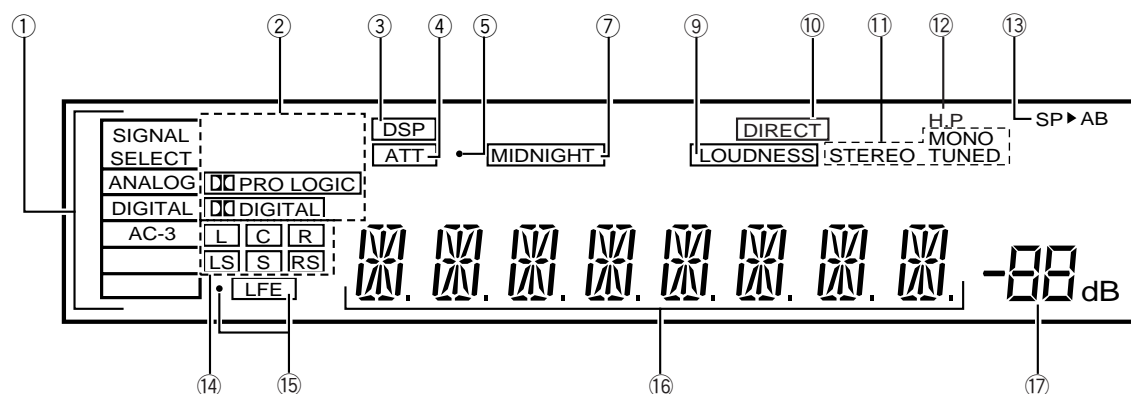 ① ② ③ ④ ⑤ ⑦ ⑨ ⑩ ⑪ ⑫ ⑬
SIGNAL SELECT
ANALOG
DIGITAL
AC-3
PRO LOGIC
DIGITAL
L C R
LS S RS
LFE
DSP
ATT
MIDNIGHT
DIRECT
LOUDNESS
STEREO
H.P
MONO
TUNED
SP▶AB
-88 dB
⑭ ⑮ ⑯ ⑰